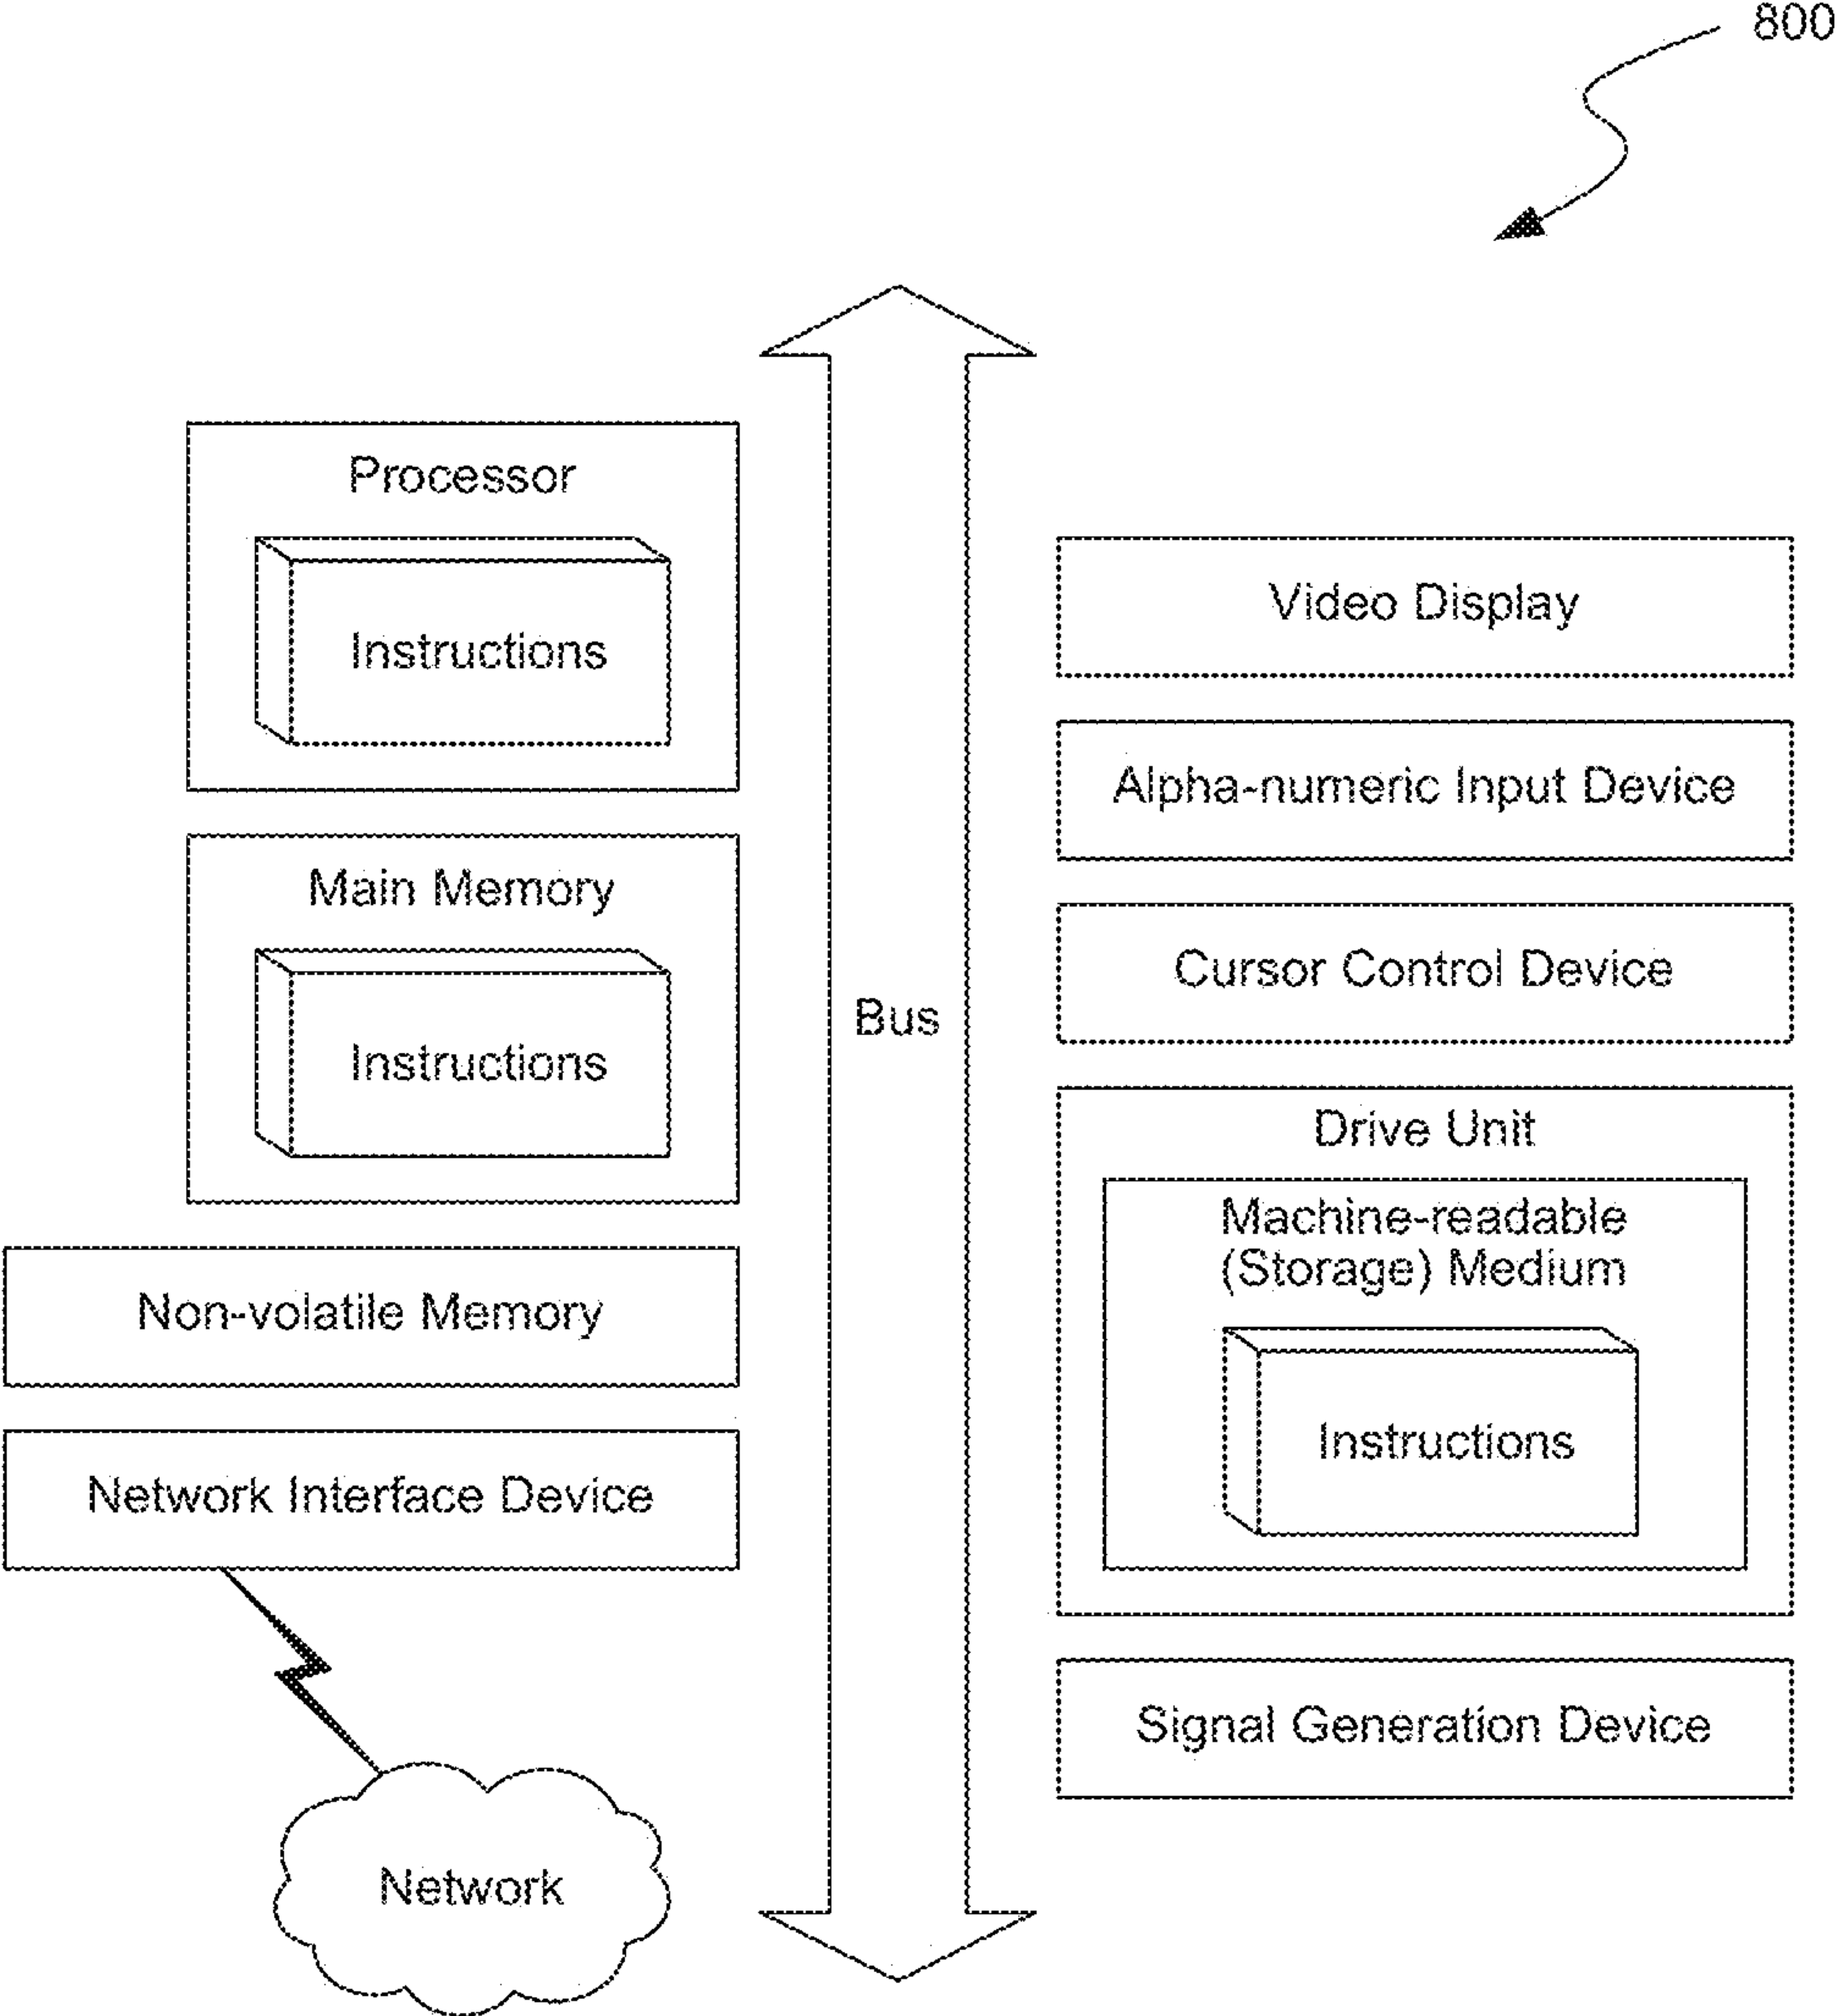 800
Processor
Instructions
Main Memory
Instructions
Non-volatile Memory
Network Interface Device
Network
Bus
Video Display
Alpha-numeric Input Device
Cursor Control Device
Drive Unit
Machine-readable
(Storage) Medium
Instructions
Signal Generation Device